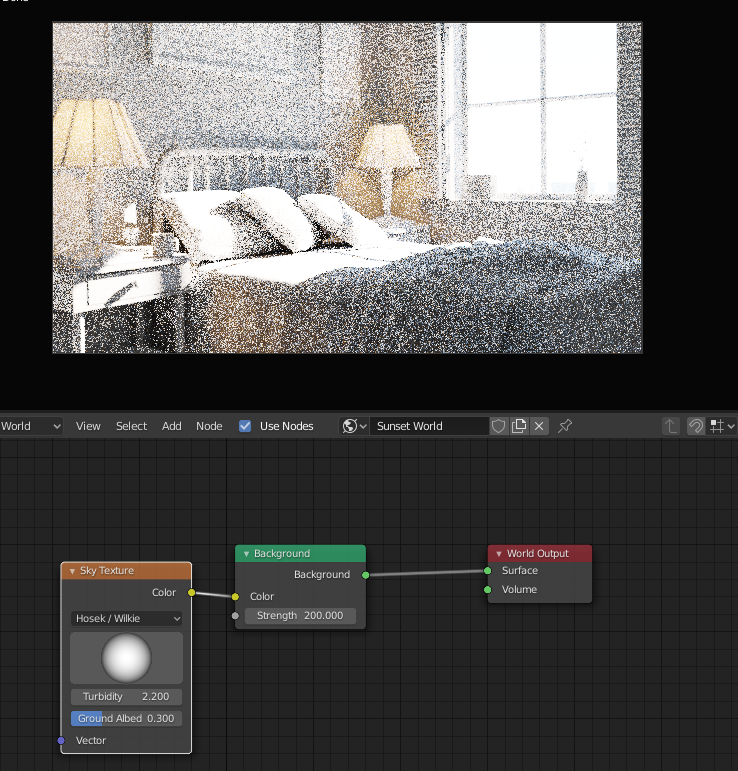 Done
World View Select Add Node Use Nodes Sunset World
Background
World Output
Sky Texture
Background
Surface
Color
Color
Volume
Hosek / Wilkie
Strength 200.000
Turbidity 2.200
Ground Albed 0.300
Vector